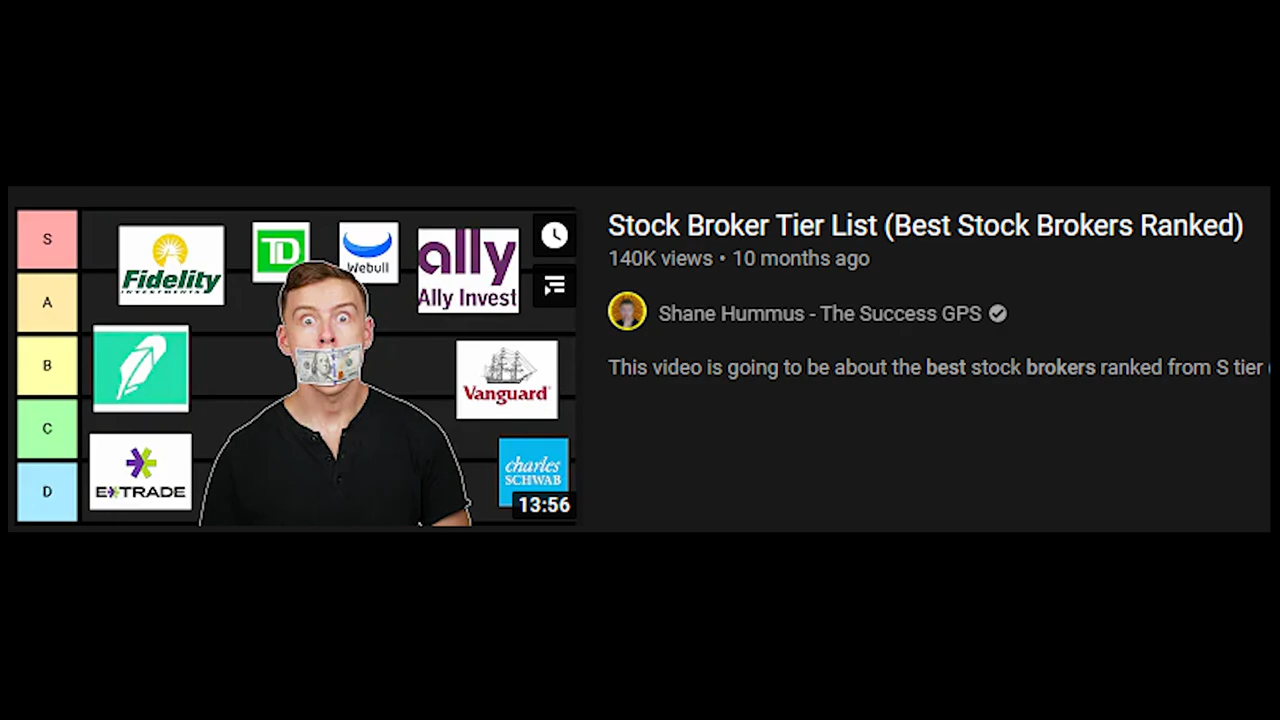 S
A
B
C
D
Fidelity
INVESTMENTS
TD
Webull
ally
Ally Invest
Vanguard
E*TRADE
charles
SCHWAB
13:56
Stock Broker Tier List (Best Stock Brokers Ranked)
140K views • 10 months ago
Shane Hummus - The Success GPS
This video is going to be about the best stock brokers ranked from S tier